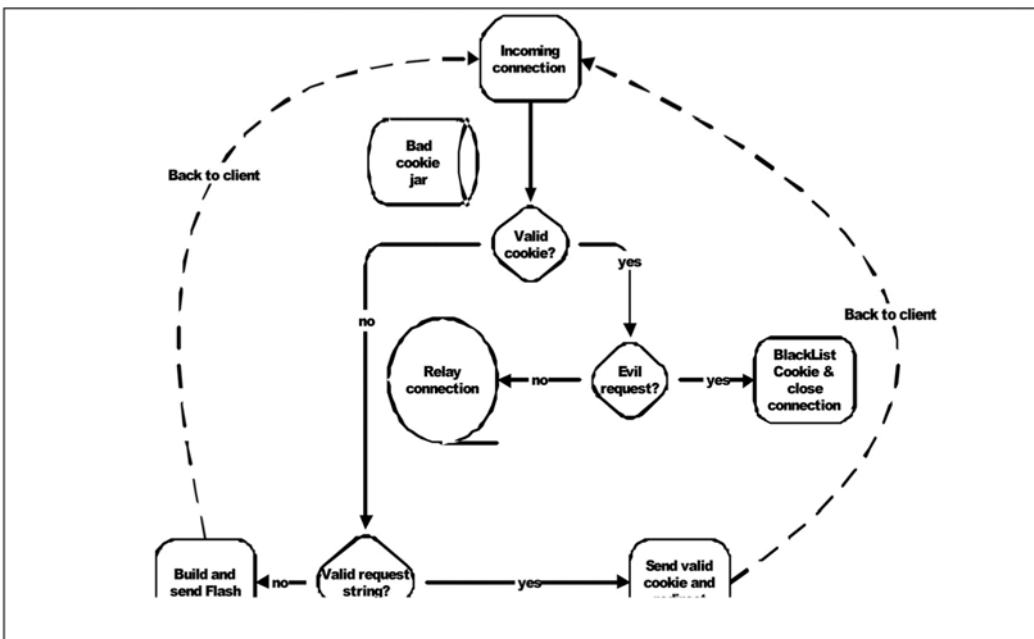 Incoming
connection
Bad
cookie
jar
Back to client
Valid
cookie?
yes
no
Back to client
Relay
connection
no
Evil
request?
yes
BlackList
Cookie &
close
connection
Build and
send Flash
no
Valid request
string?
yes
Send valid
cookie and